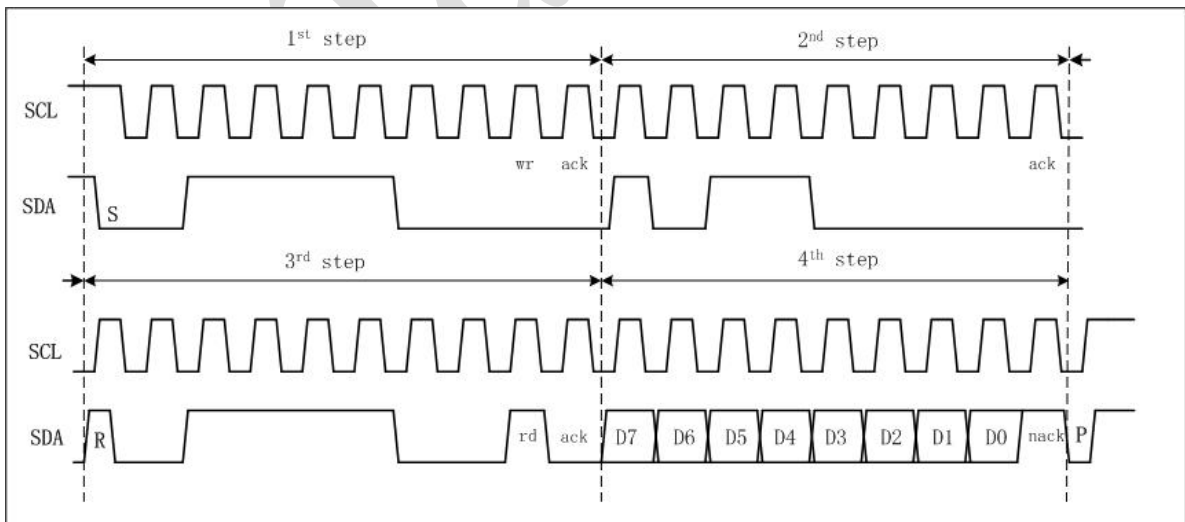 1st step 2nd step
SCL
wr ack ack
SDA S
3rd step 4th step
SCL
SDA R rd ack D7 D6 D5 D4 D3 D2 D1 D0 nack P